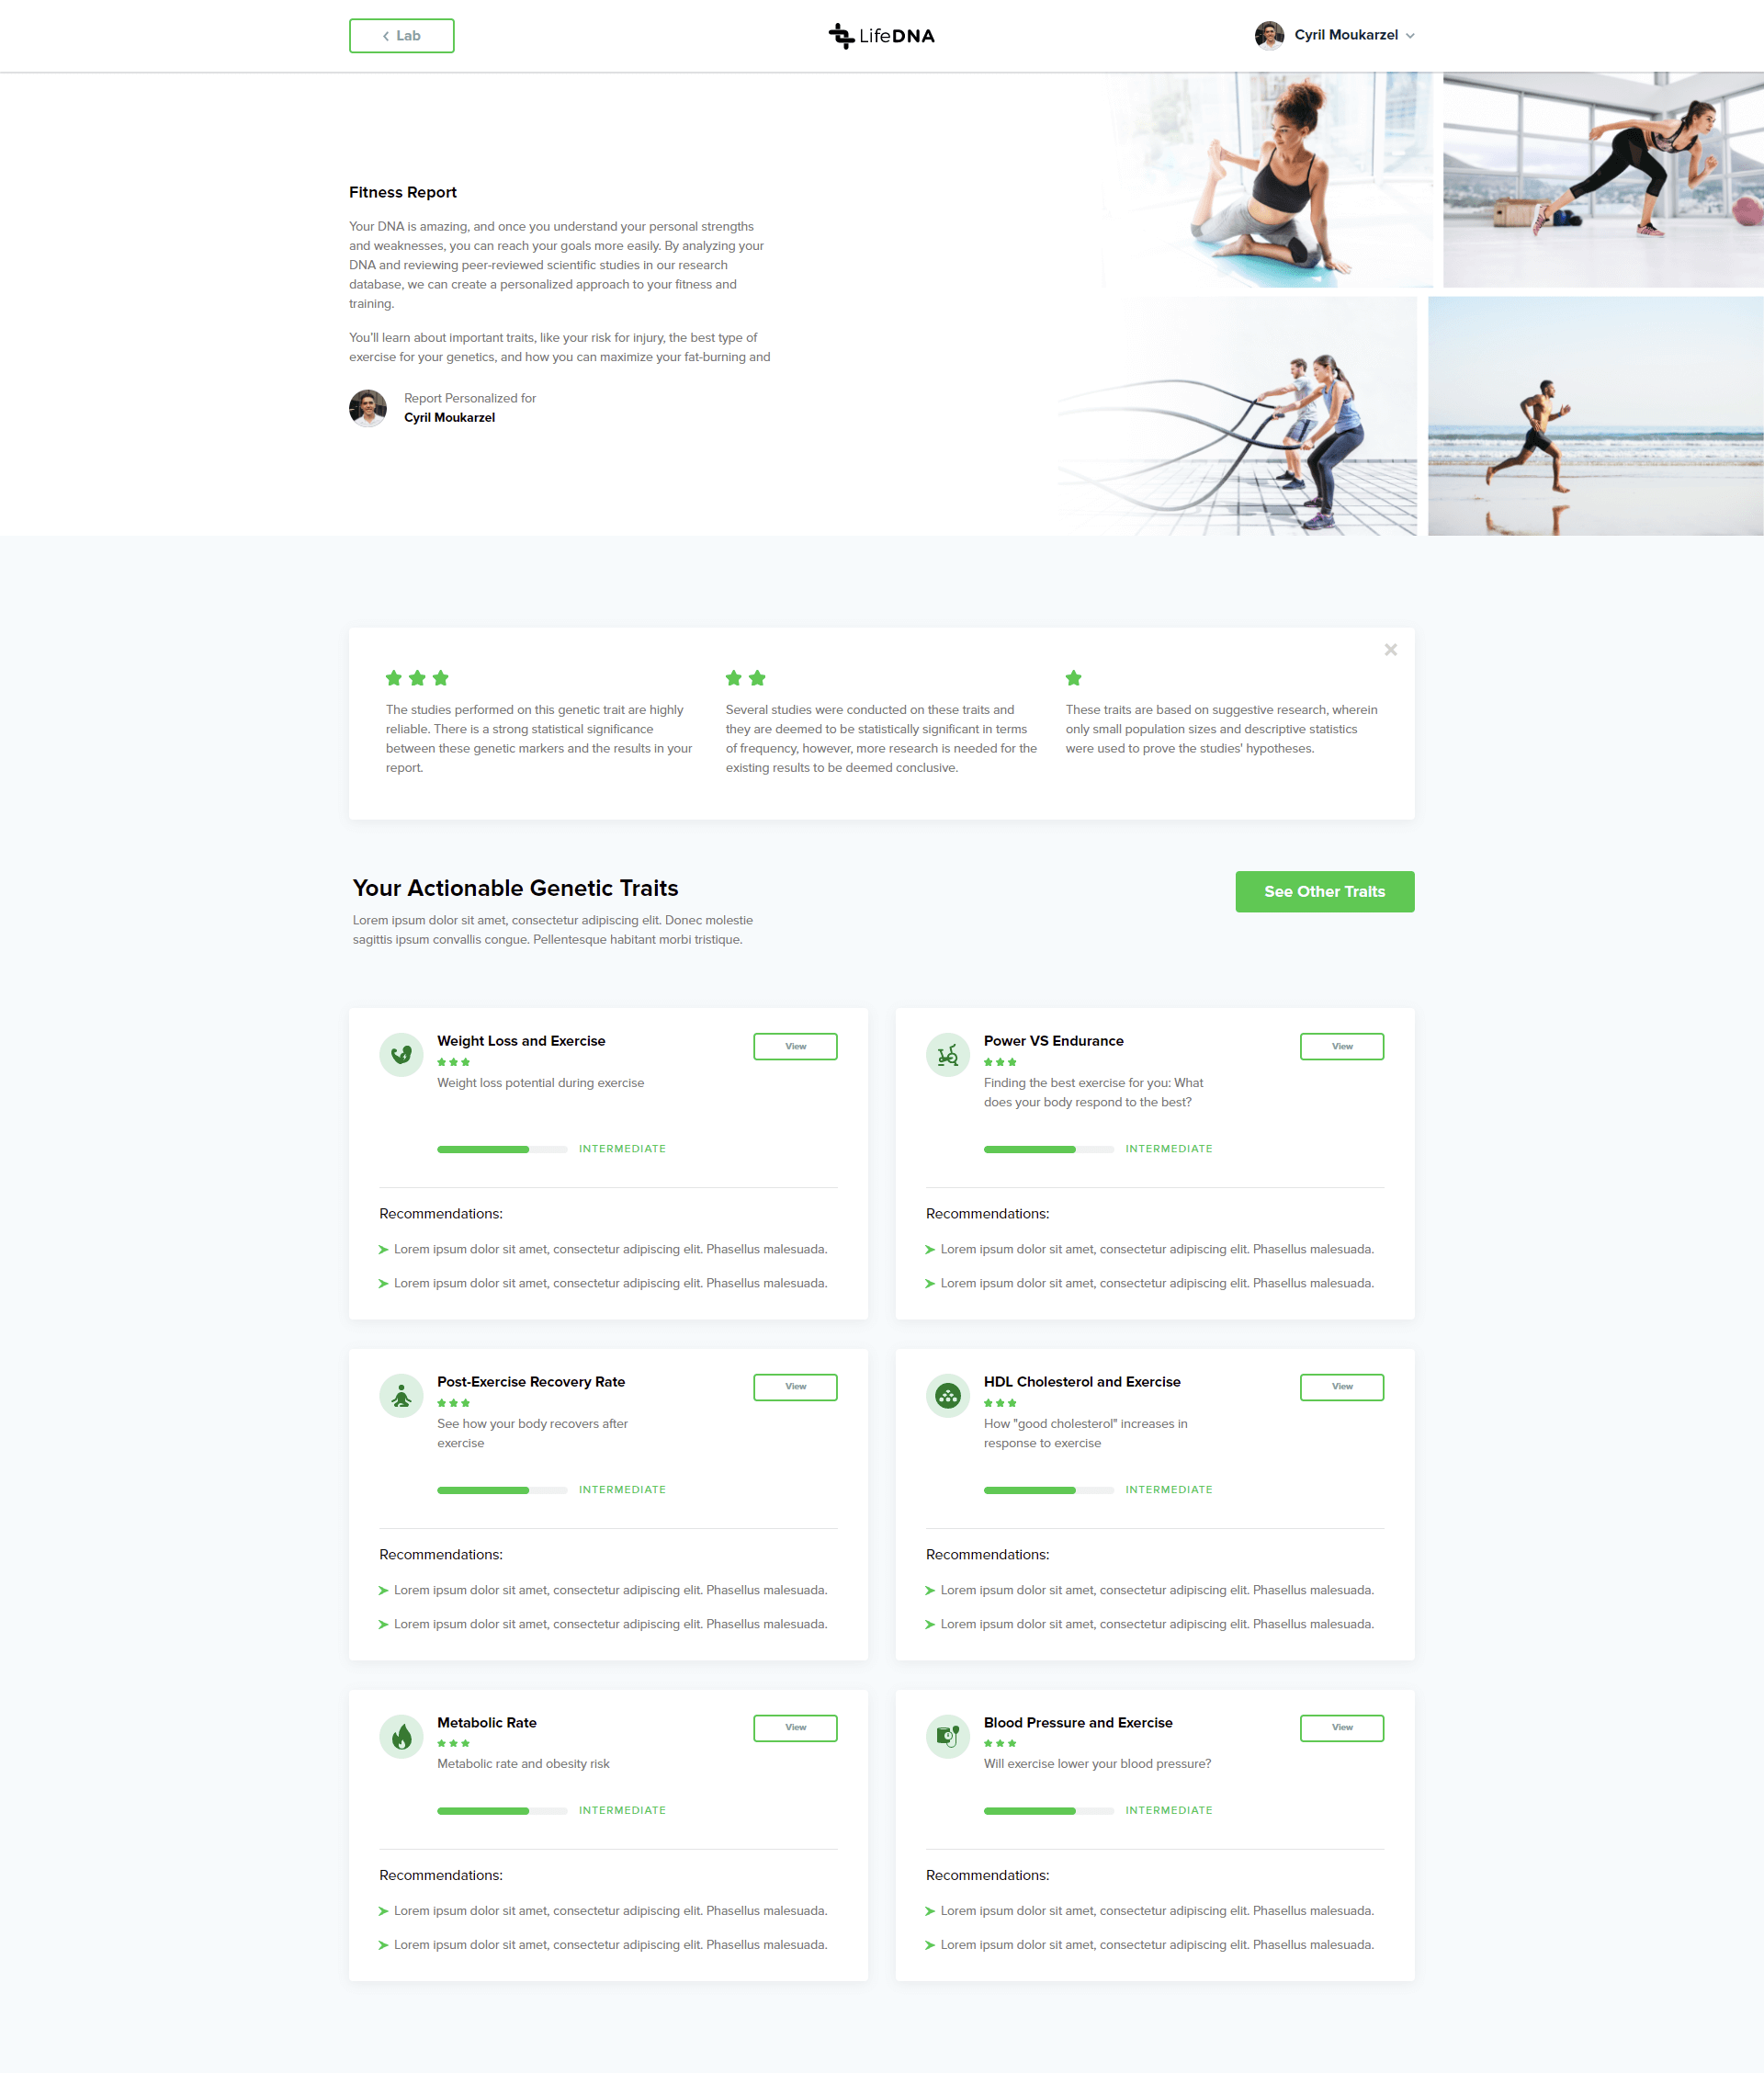 Lab
LifeDNA
Cyril Moukarzel
Fitness Report
Your DNA is amazing, and once you understand your personal strengths
and weaknesses, you can reach your goals more easily. By analyzing your
DNA and reviewing peer-reviewed scientific studies in our research
database, we can create a personalized approach to your fitness and
training.
You'll learn about important traits, like your risk for injury, the best type of
exercise for your genetics, and how you can maximize your fat-burning and
Report Personalized for
Cyril Moukarzel
The studies performed on this genetic trait are highly
reliable. There is a strong statistical significance
between these genetic markers and the results in your
report.
Several studies were conducted on these traits and
they are deemed to be statistically significant in terms
of frequency, however, more research is needed for the
existing results to be deemed conclusive.
These traits are based on suggestive research, wherein
only small population sizes and descriptive statistics
were used to prove the studies' hypotheses.
Your Actionable Genetic Traits
See Other Traits
Lorem ipsum dolor sit amet, consectetur adipiscing elit. Donec molestie
sagittis ipsum convallis congue. Pellentesque habitant morbi tristique.
Weight Loss and Exercise
View
Weight loss potential during exercise
INTERMEDIATE
Recommendations:
Lorem ipsum dolor sit amet, consectetur adipiscing elit. Phasellus malesuada.
Lorem ipsum dolor sit amet, consectetur adipiscing elit. Phasellus malesuada.
Power VS Endurance
View
Finding the best exercise for you: What
does your body respond to the best?
INTERMEDIATE
Recommendations:
Lorem ipsum dolor sit amet, consectetur adipiscing elit. Phasellus malesuada.
Lorem ipsum dolor sit amet, consectetur adipiscing elit. Phasellus malesuada.
Post-Exercise Recovery Rate
View
See how your body recovers after
exercise
INTERMEDIATE
Recommendations:
Lorem ipsum dolor sit amet, consectetur adipiscing elit. Phasellus malesuada.
Lorem ipsum dolor sit amet, consectetur adipiscing elit. Phasellus malesuada.
HDL Cholesterol and Exercise
View
How "good cholesterol" increases in
response to exercise
INTERMEDIATE
Recommendations:
Lorem ipsum dolor sit amet, consectetur adipiscing elit. Phasellus malesuada.
Lorem ipsum dolor sit amet, consectetur adipiscing elit. Phasellus malesuada.
Metabolic Rate
View
Metabolic rate and obesity risk
INTERMEDIATE
Recommendations:
Lorem ipsum dolor sit amet, consectetur adipiscing elit. Phasellus malesuada.
Lorem ipsum dolor sit amet, consectetur adipiscing elit. Phasellus malesuada.
Blood Pressure and Exercise
View
Will exercise lower your blood pressure?
INTERMEDIATE
Recommendations:
Lorem ipsum dolor sit amet, consectetur adipiscing elit. Phasellus malesuada.
Lorem ipsum dolor sit amet, consectetur adipiscing elit. Phasellus malesuada.